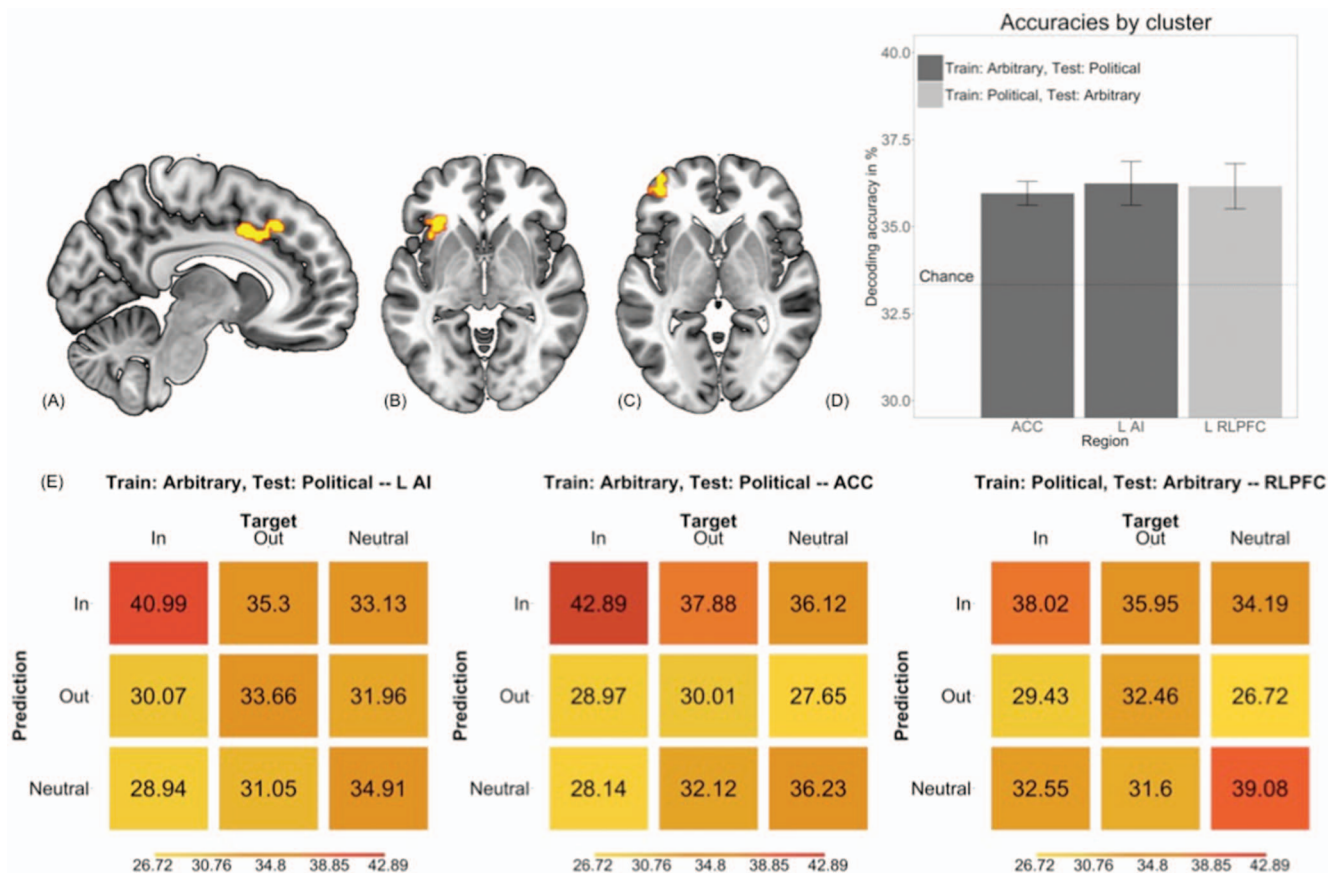 Accuracies by cluster
40.0
Train: Arbitrary, Test: Political
Train: Political, Test: Arbitrary
37.5
35.0
Chance
32.5
30.0
Decoding accuracy in %
ACC L AI L RLPFC
Region
(A) (B) (C) (D)
(E) Train: Arbitrary, Test: Political -- L AI
Target
In Out Neutral
In 40.99 35.3 33.13
Out 30.07 33.66 31.96
Neutral 28.94 31.05 34.91
Prediction
26.72 30.76 34.8 38.85 42.89
Train: Arbitrary, Test: Political -- ACC
Target
In Out Neutral
In 42.89 37.88 36.12
Out 28.97 30.01 27.65
Neutral 28.14 32.12 36.23
Prediction
26.72 30.76 34.8 38.85 42.89
Train: Political, Test: Arbitrary -- RLPFC
Target
In Out Neutral
In 38.02 35.95 34.19
Out 29.43 32.46 26.72
Neutral 32.55 31.6 39.08
Prediction
26.72 30.76 34.8 38.85 42.89